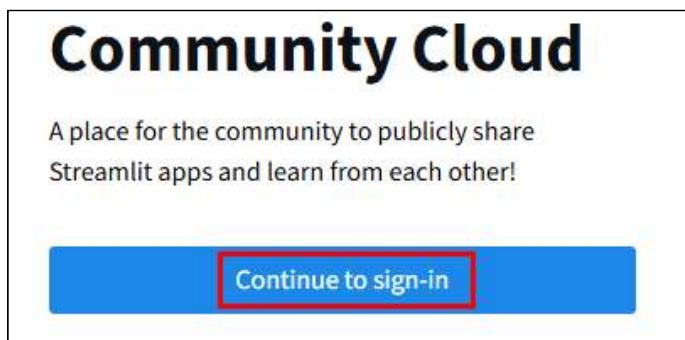 Community Cloud
A place for the community to publicly share
Streamlit apps and learn from each other!
Continue to sign-in